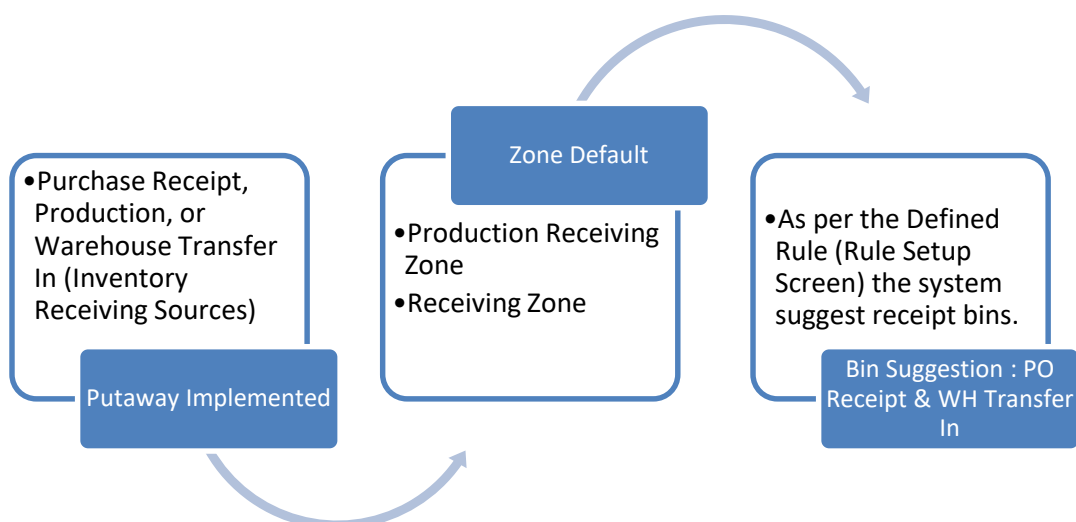 •Purchase Receipt,
Production, or
Warehouse Transfer
In (Inventory
Receiving Sources)
Putaway Implemented
Zone Default
•Production Receiving
Zone
•Receiving Zone
•As per the Defined
Rule (Rule Setup
Screen) the system
suggest receipt bins.
Bin Suggestion : PO
Receipt & WH Transfer
In